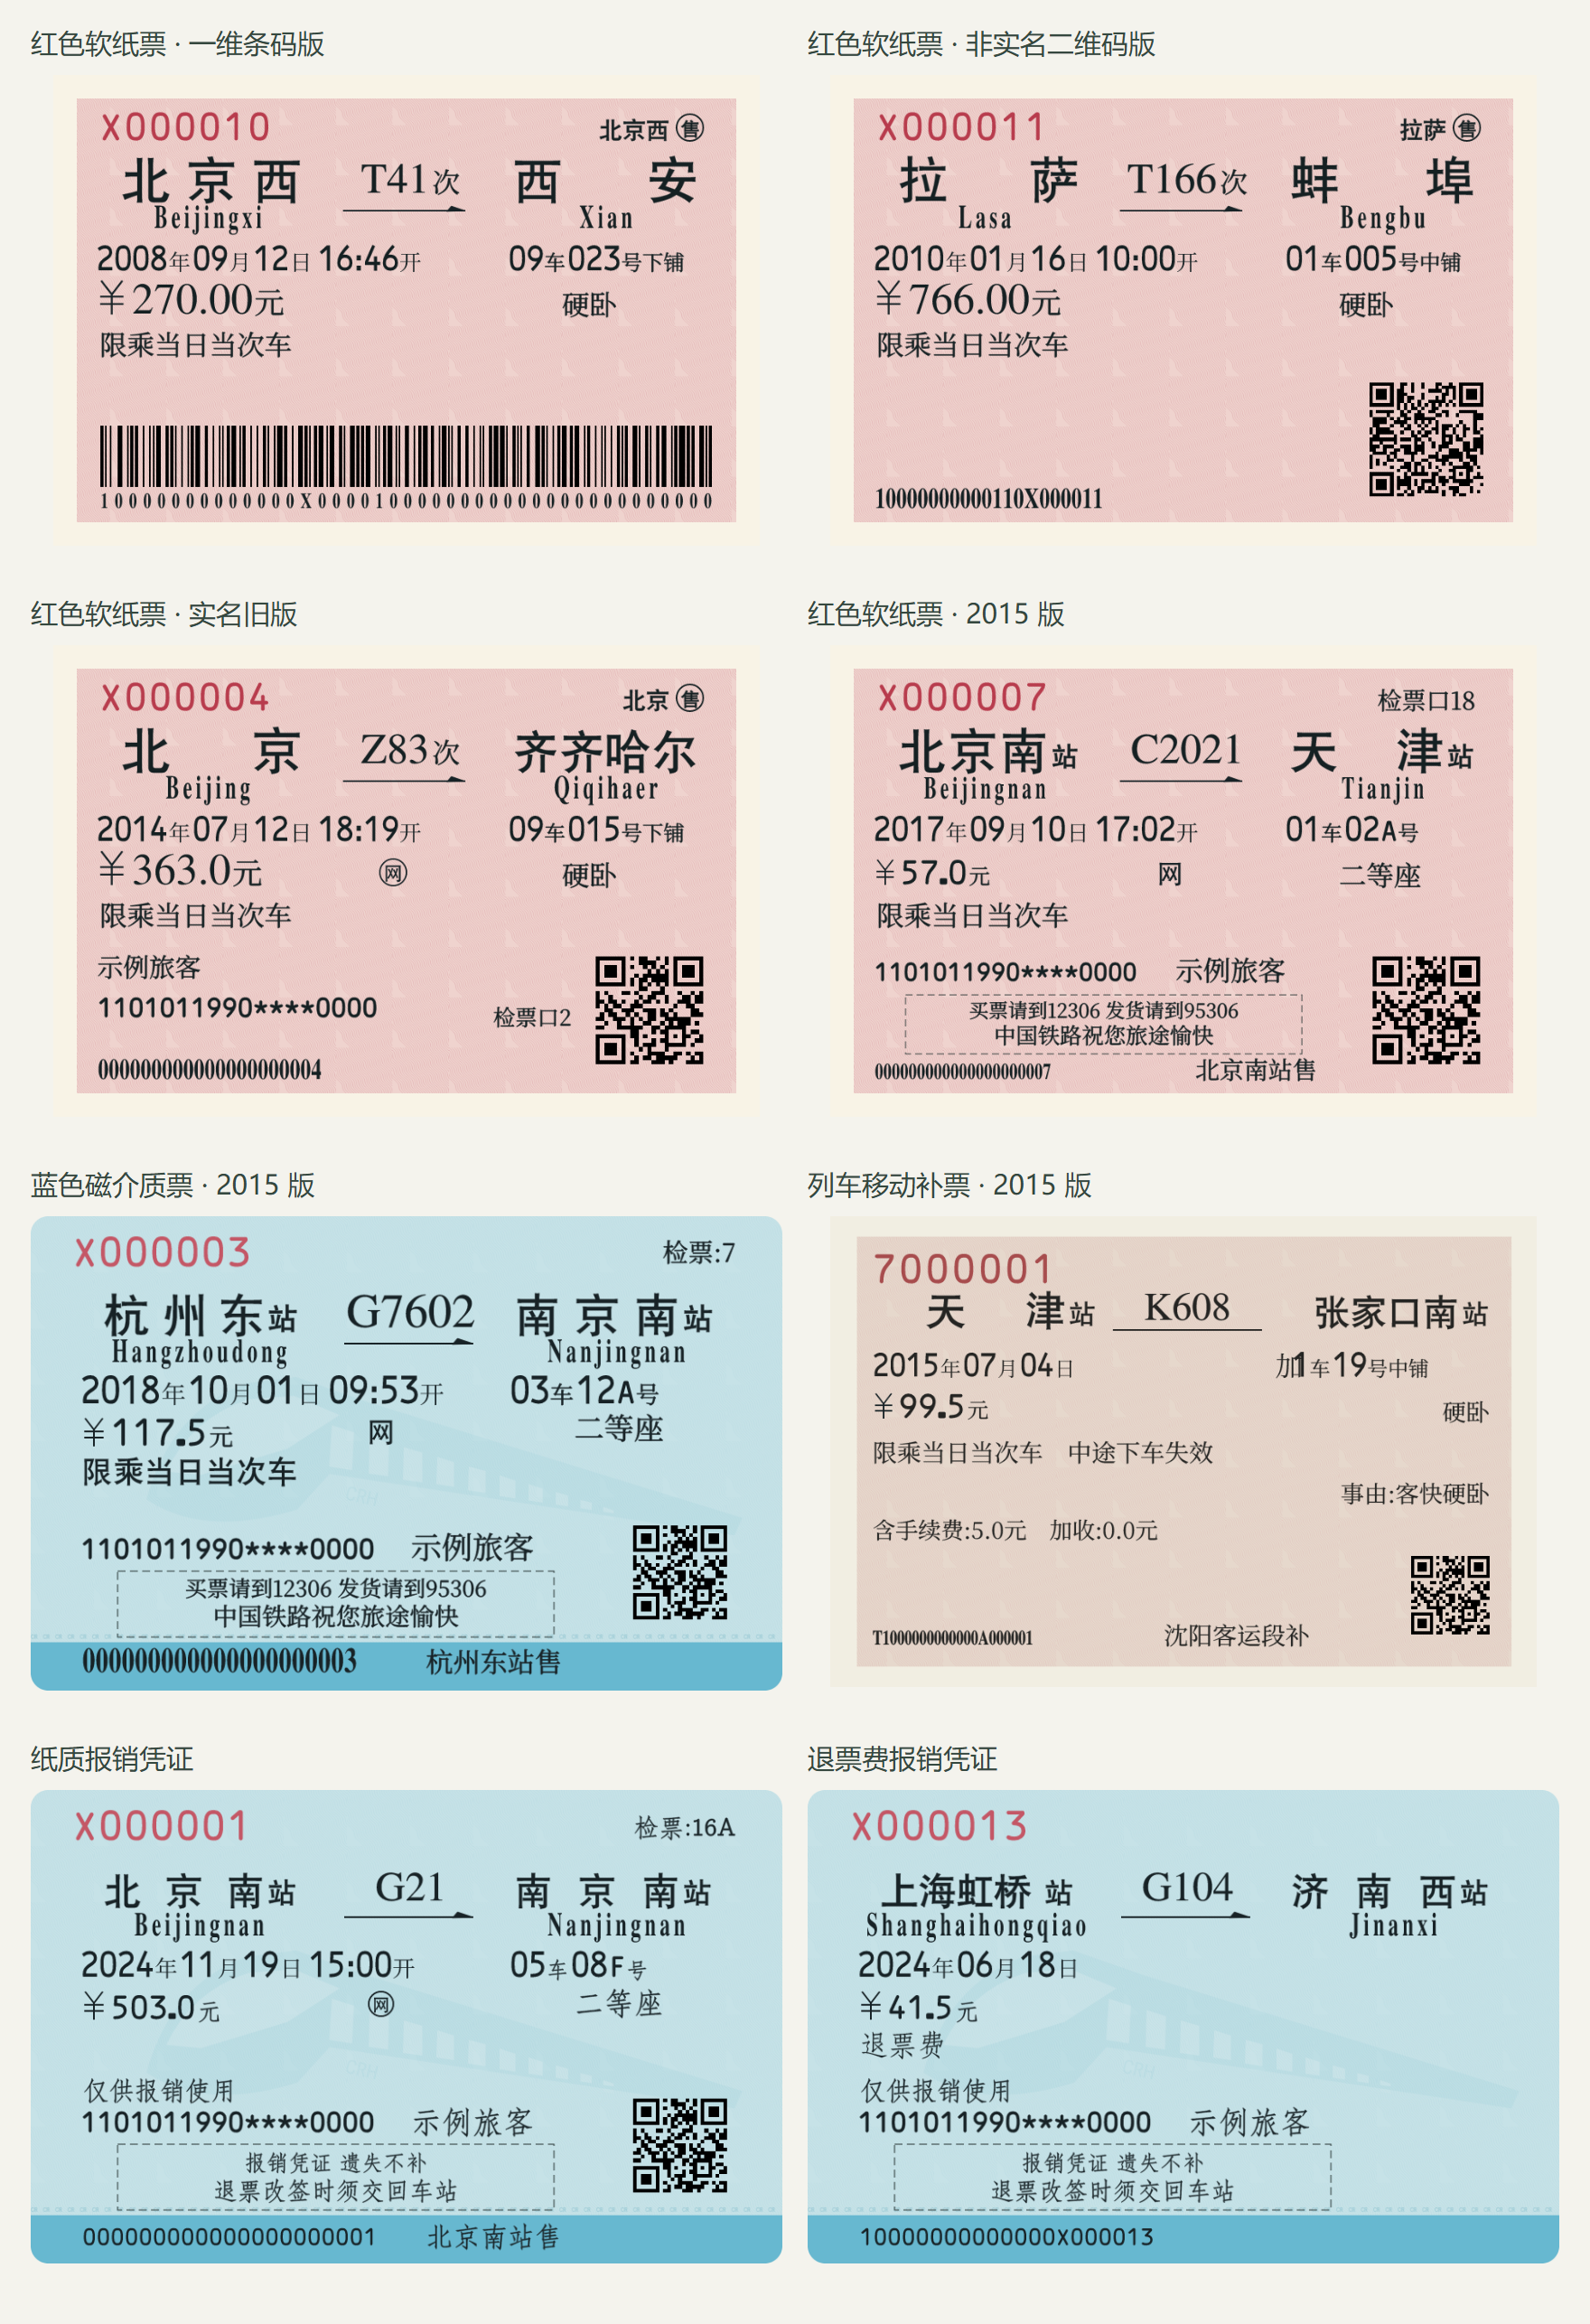 红色软纸票 · 一维条码版
X000010
北京西 售
北京西 T41次 西安
Beijingxi Xian
2008年09月12日 16:46开 09车023号下铺
￥270.00元 硬卧
限乘当日当次车
1000000000000X000010000000000000000000000
红色软纸票 · 非实名二维码版
X000011
拉萨 售
拉萨 T166次 蚌埠
Lasa Bengbu
2010年01月16日 10:00开 01车005号中铺
￥766.00元 硬卧
限乘当日当次车
10000000000110X000011
红色软纸票 · 实名旧版
X000004
北京 售
北京 Z83次 齐齐哈尔
Beijing Qiqihaer
2014年07月12日 18:19开 09车015号下铺
￥363.0元 网 硬卧
限乘当日当次车
示例旅客
1101011990****0000
检票口2
000000000000000000004
红色软纸票 · 2015 版
X000007
检票口18
北京南站 C2021 天津站
Beijingnan Tianjin
2017年09月10日 17:02开 01车02A号
￥57.0元 网 二等座
限乘当日当次车
1101011990****0000 示例旅客
买票请到12306 发货请到95306
中国铁路祝您旅途愉快
000000000000000000007 北京南站售
蓝色磁介质票 · 2015 版
X000003
检票:7
杭州东站 G7602 南京南站
Hangzhoudong Nanjingnan
2018年10月01日 09:53开 03车12A号
￥117.5元 网 二等座
限乘当日当次车
1101011990****0000 示例旅客
买票请到12306 发货请到95306
中国铁路祝您旅途愉快
000000000000000000003 杭州东站售
列车移动补票 · 2015 版
7000001
天津站 K608 张家口南站
2015年07月04日 加1车19号中铺
￥99.5元 硬卧
限乘当日当次车 中途下车失效
事由:客快硬卧
含手续费:5.0元 加收:0.0元
T1000000000000A000001 沈阳客运段补
纸质报销凭证
X000001
检票:16A
北京南站 G21 南京南站
Beijingnan Nanjingnan
2024年11月19日 15:00开 05车08F号
￥503.0元 网 二等座
仅供报销使用
1101011990****0000 示例旅客
报销凭证 遗失不补
退票改签时须交回车站
000000000000000000001 北京南站售
退票费报销凭证
X000013
上海虹桥 站 G104 济南西站
Shanghaihongqiao Jinanxi
2024年06月18日
￥41.5元
退票费
仅供报销使用
1101011990****0000 示例旅客
报销凭证 遗失不补
退票改签时须交回车站
10000000000000X000013